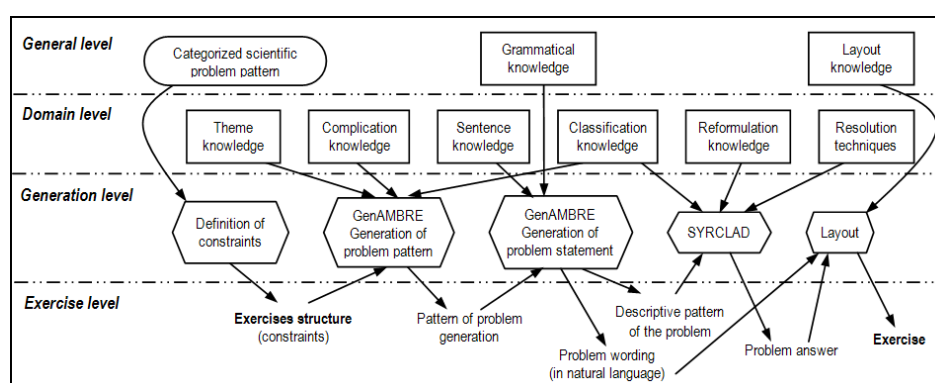 General level
Categorized scientific
problem pattern
Grammatical
knowledge
Layout
knowledge
Domain level
Theme
knowledge
Complication
knowledge
Sentence
knowledge
Classification
knowledge
Reformulation
knowledge
Resolution
techniques
Generation level
Definition of
constraints
GenAMBRE
Generation of
problem pattern
GenAMBRE
Generation of
problem statement
SYRCLAD
Layout
Exercise level
Exercises structure
(constraints)
Pattern of problem
generation
Descriptive pattern
of the problem
Problem wording
(in natural language)
Problem answer
Exercise